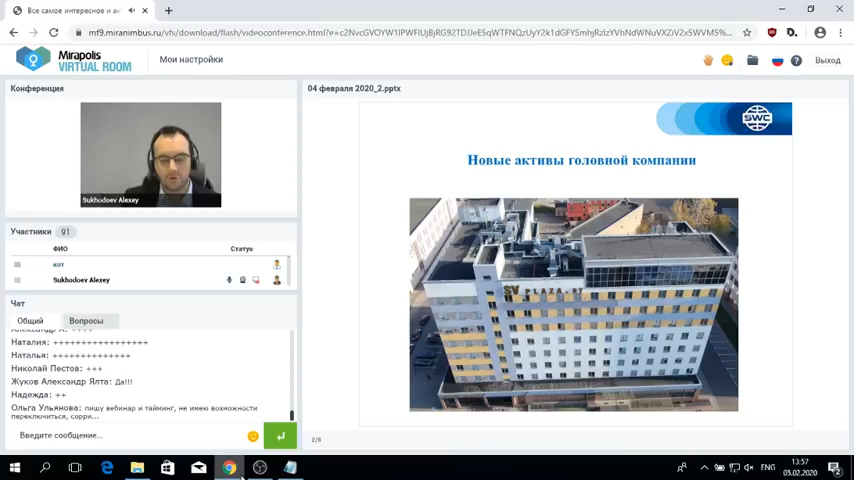 Все самое интересное и ак
mf9.miranimbus.ru/vfs/download/flash/videoconference.html?e=c2NvcGVOYW1lPWFlUjBjRG92TDJJeE5qWTFNQzUyY2k1dGFYSmhjRzlzYVhNdWNuVXZiV2x5WVM5...
Mirapolis
VIRTUAL ROOM
Мои настройки
Выход
Конференция
04 февраля 2020_2.pptx
SWC
Новые активы головной компании
SV PLAZA
Sukhodoev Alexey
Участники 91
ФИО Статус
кот
Sukhodoev Alexey
Чат
Общий Вопросы
Александр А: ++++
Наталия: +++++++++++++++++
Наталья: ++++++++++++++
Николай Пестов: +++
Жуков Александр Ялта: Да!!!
Надежда: ++
Ольга Ульянова: пишу вебинар и тайминг, не имею возможности
переключиться, сорри...
Введите сообщение...
2/8
ENG
13:57
05.02.2020
2